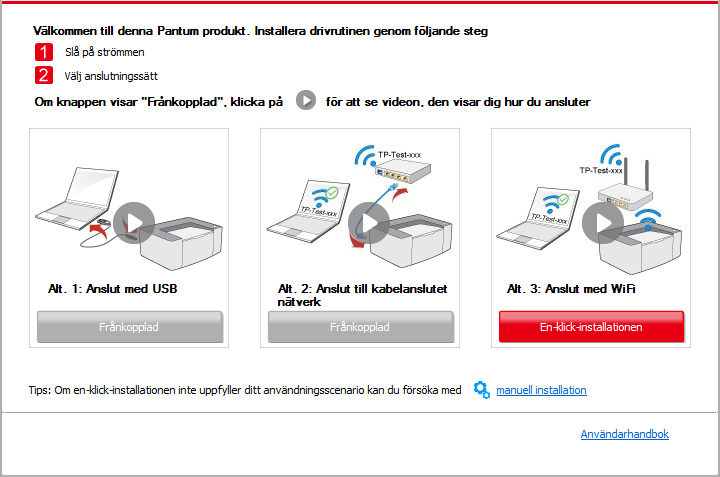 Välkommen till denna Pantum produkt. Installera drivrutinen genom följande steg
1 Slå på strömmen
2 Välj anslutningssätt
Om knappen visar "Frånkopplad", klicka på för att se videon, den visar dig hur du ansluter
Alt. 1: Anslut med USB
Frånkopplad
TP-Test-xxx
TP-Test-xxx
Alt. 2: Anslut till kabelanslutet
nätverk
Frånkopplad
TP-Test-xxx
TP-Test-xxx
Alt. 3: Anslut med WiFi
En-klick-installationen
Tips: Om en-klick-installationen inte uppfyller ditt användningsscenario kan du försöka med manuell installation
Användarhandbok